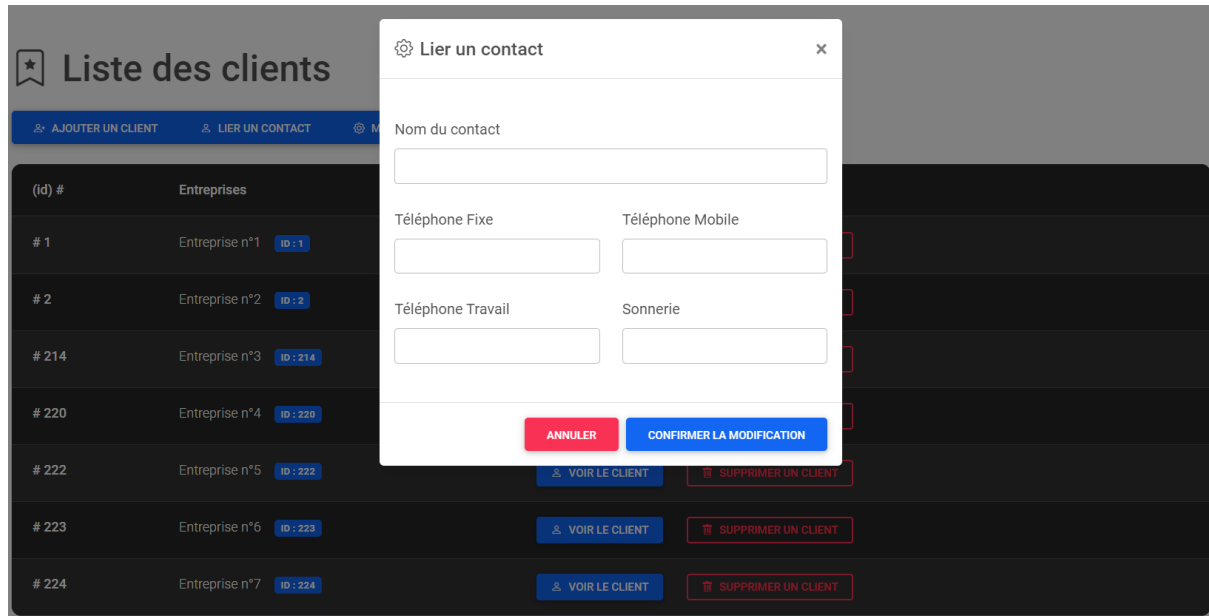 Liste des clients
AJOUTER UN CLIENT LIER UN CONTACT M
(id) # Entreprises
# 1 Entreprise n°1 ID : 1
# 2 Entreprise n°2 ID : 2
# 214 Entreprise n°3 ID : 214
# 220 Entreprise n°4 ID : 220
# 222 Entreprise n°5 ID : 222 VOIR LE CLIENT SUPPRIMER UN CLIENT
# 223 Entreprise n°6 ID : 223 VOIR LE CLIENT SUPPRIMER UN CLIENT
# 224 Entreprise n°7 ID : 224 VOIR LE CLIENT SUPPRIMER UN CLIENT
Lier un contact ×
Nom du contact
Téléphone Fixe Téléphone Mobile
Téléphone Travail Sonnerie
ANNULER CONFIRMER LA MODIFICATION